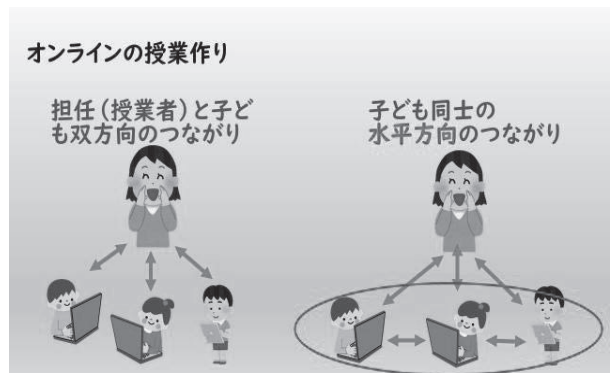 オンラインの授業作り
担任（授業者）と子ど
も双方向のつながり
子ども同士の
水平方向のつながり